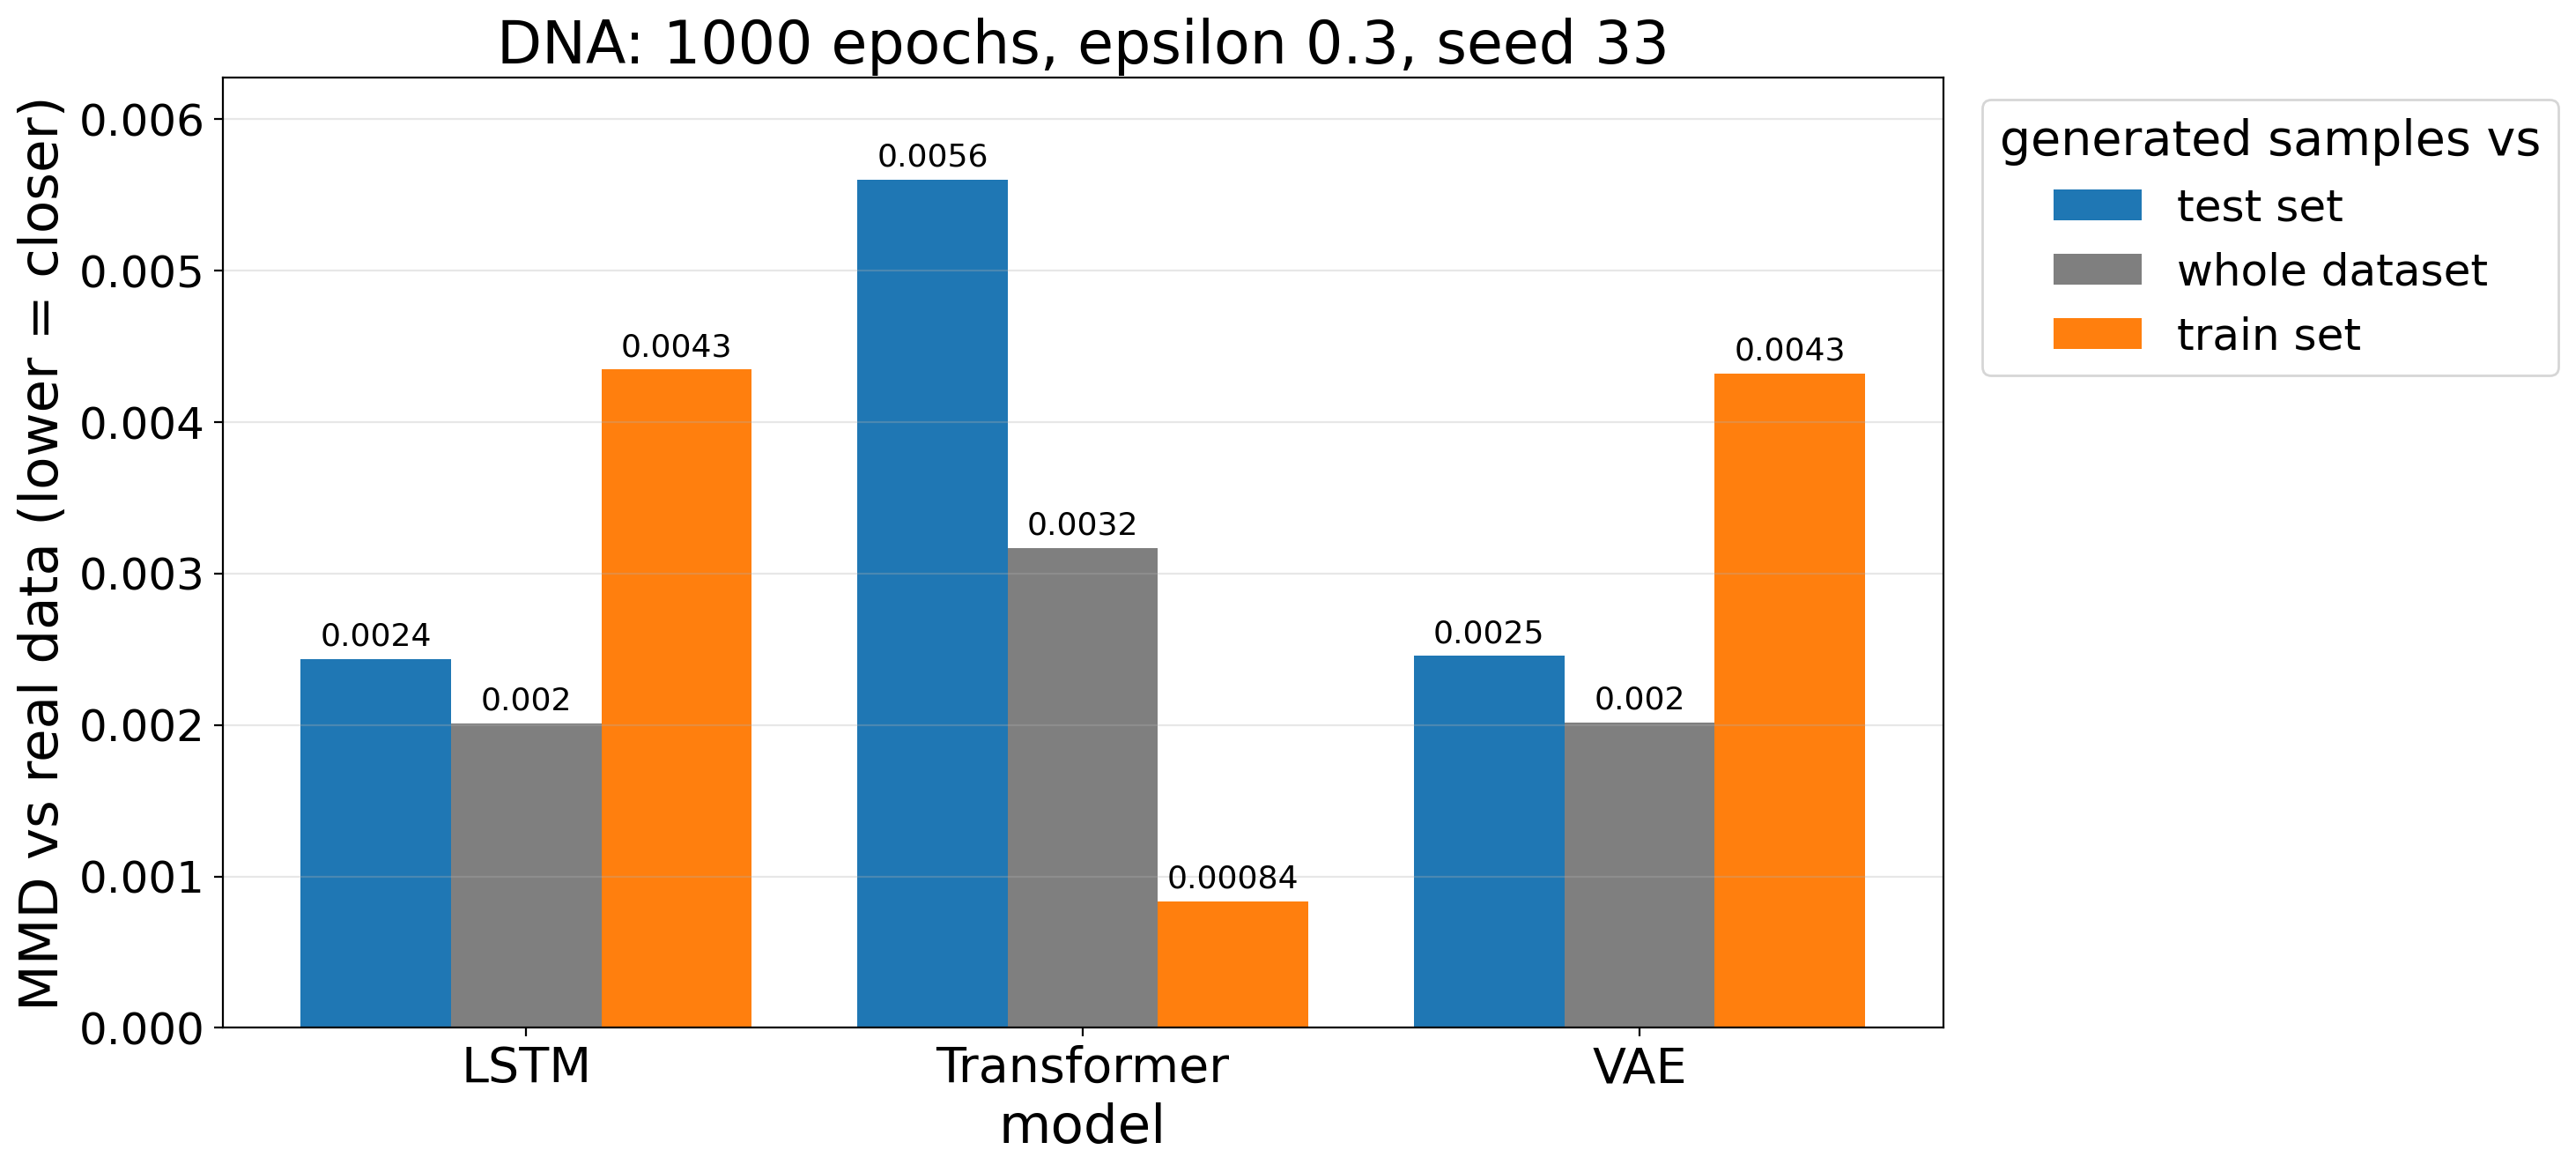 DNA: 1000 epochs, epsilon 0.3, seed 33
MMD vs real data (lower = closer)
0.006
0.005
0.004
0.003
0.002
0.001
0.000
0.0024
0.002
0.0043
0.0056
0.0032
0.00084
0.0025
0.002
0.0043
LSTM
Transformer
VAE
model
generated samples vs
test set
whole dataset
train set